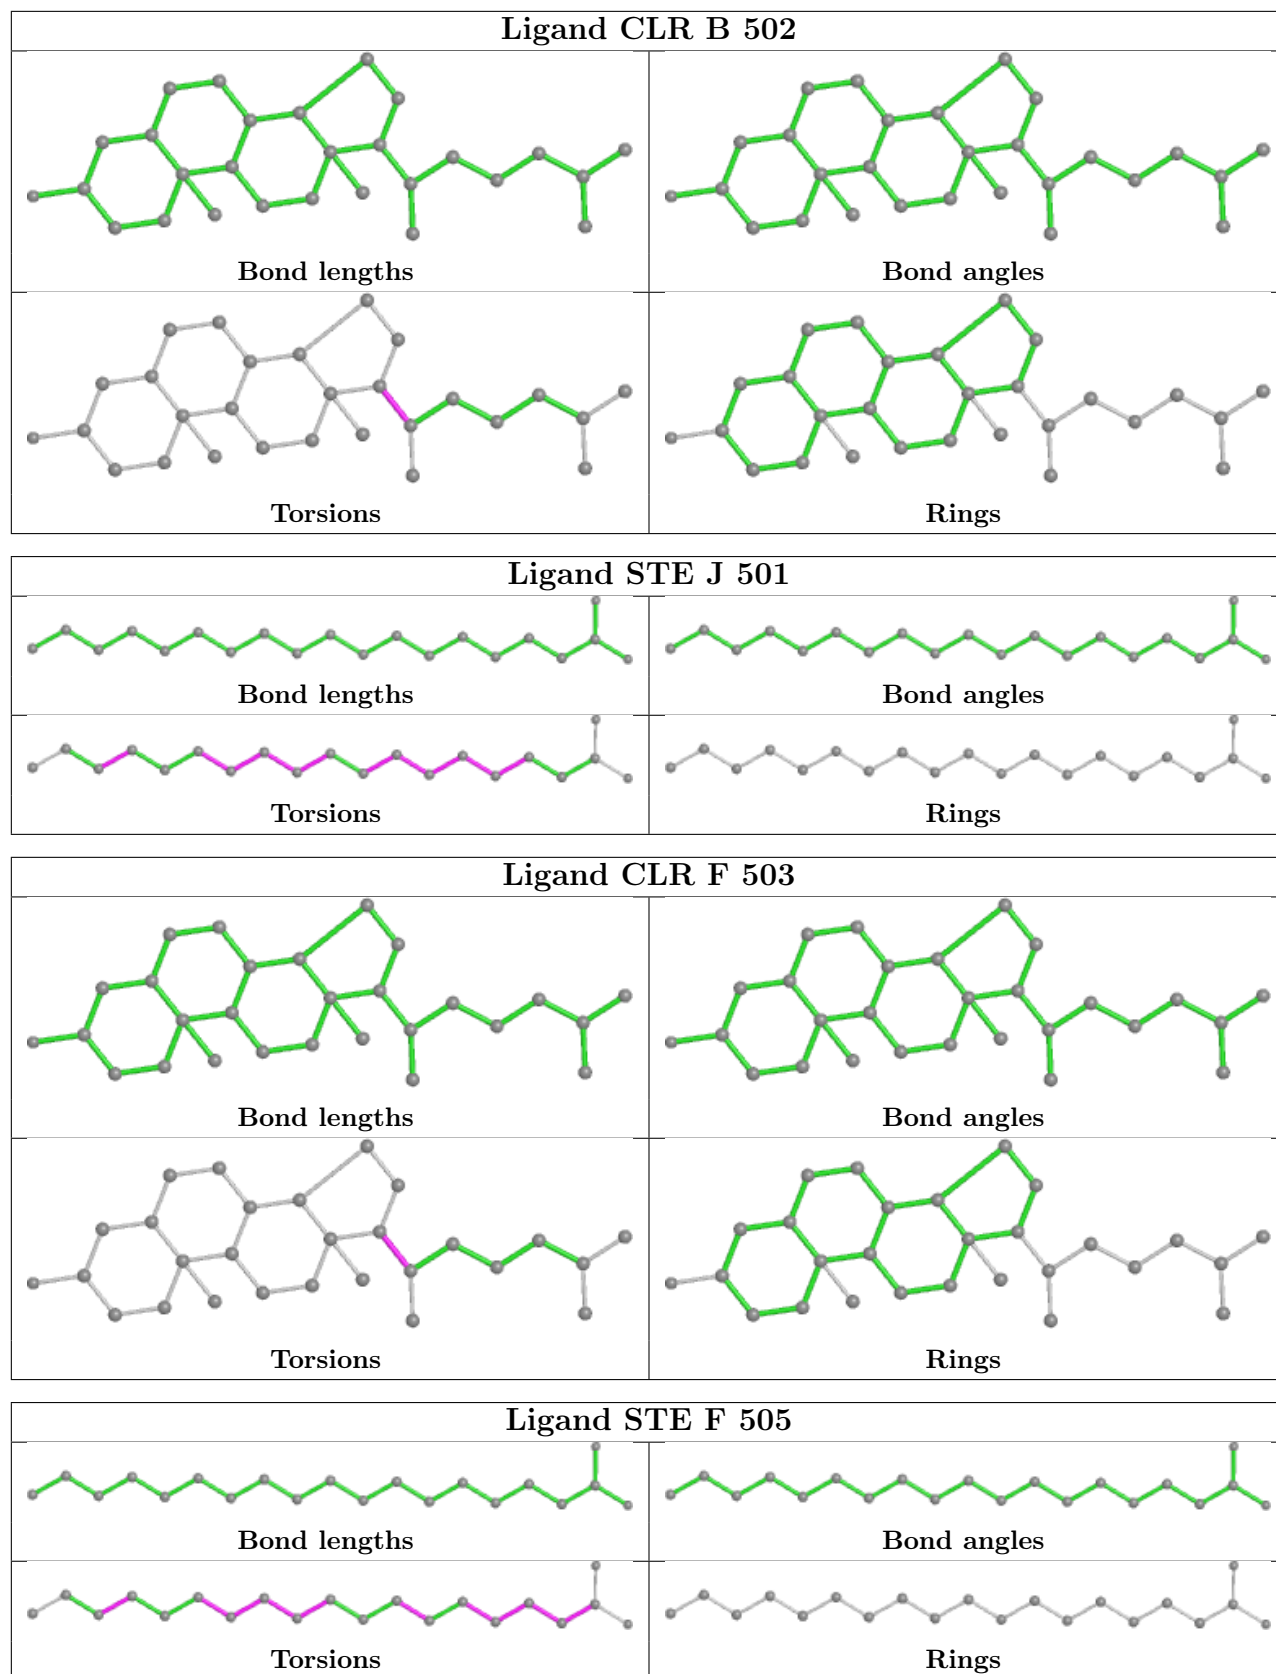 Ligand CLR B 502
Bond lengths
Bond angles
Torsions
Rings
Ligand STE J 501
Bond lengths
Bond angles
Torsions
Rings
Ligand CLR F 503
Bond lengths
Bond angles
Torsions
Rings
Ligand STE F 505
Bond lengths
Bond angles
Torsions
Rings